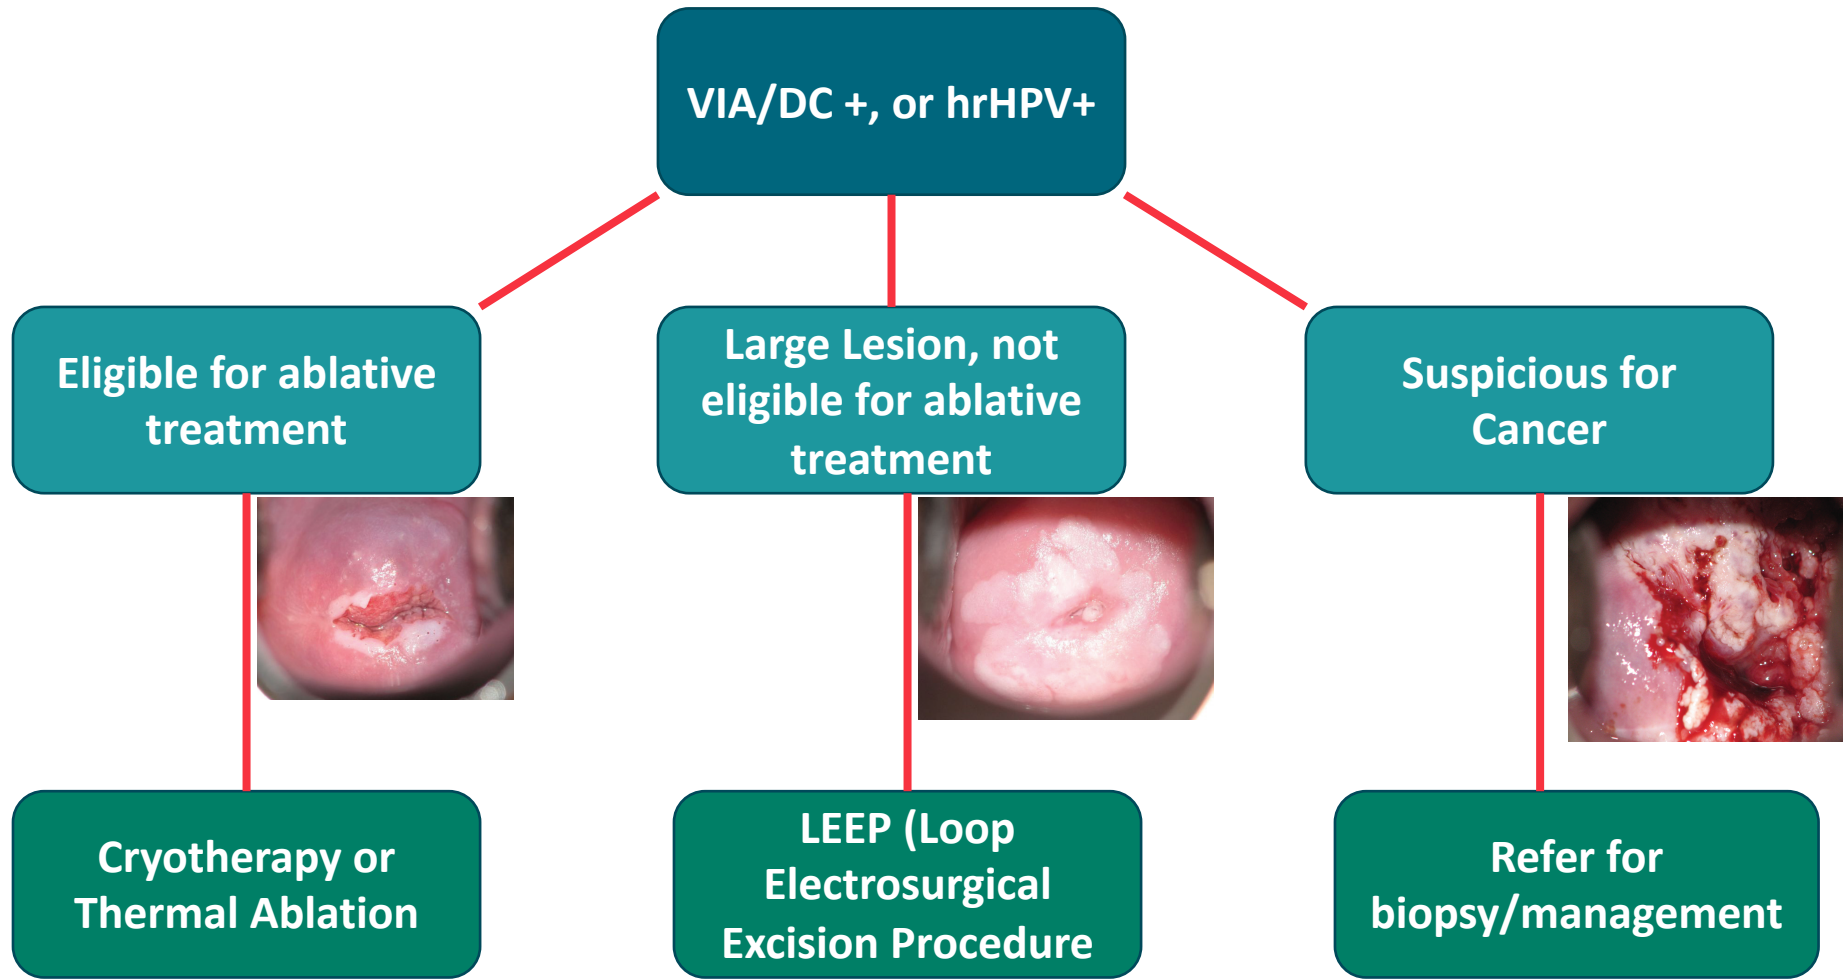 VIA/DC +, or hrHPV+
Eligible for ablative
treatment
Large Lesion, not
eligible for ablative
treatment
Suspicious for
Cancer
Cryotherapy or
Thermal Ablation
LEEP (Loop
Electrosurgical
Excision Procedure
Refer for
biopsy/management